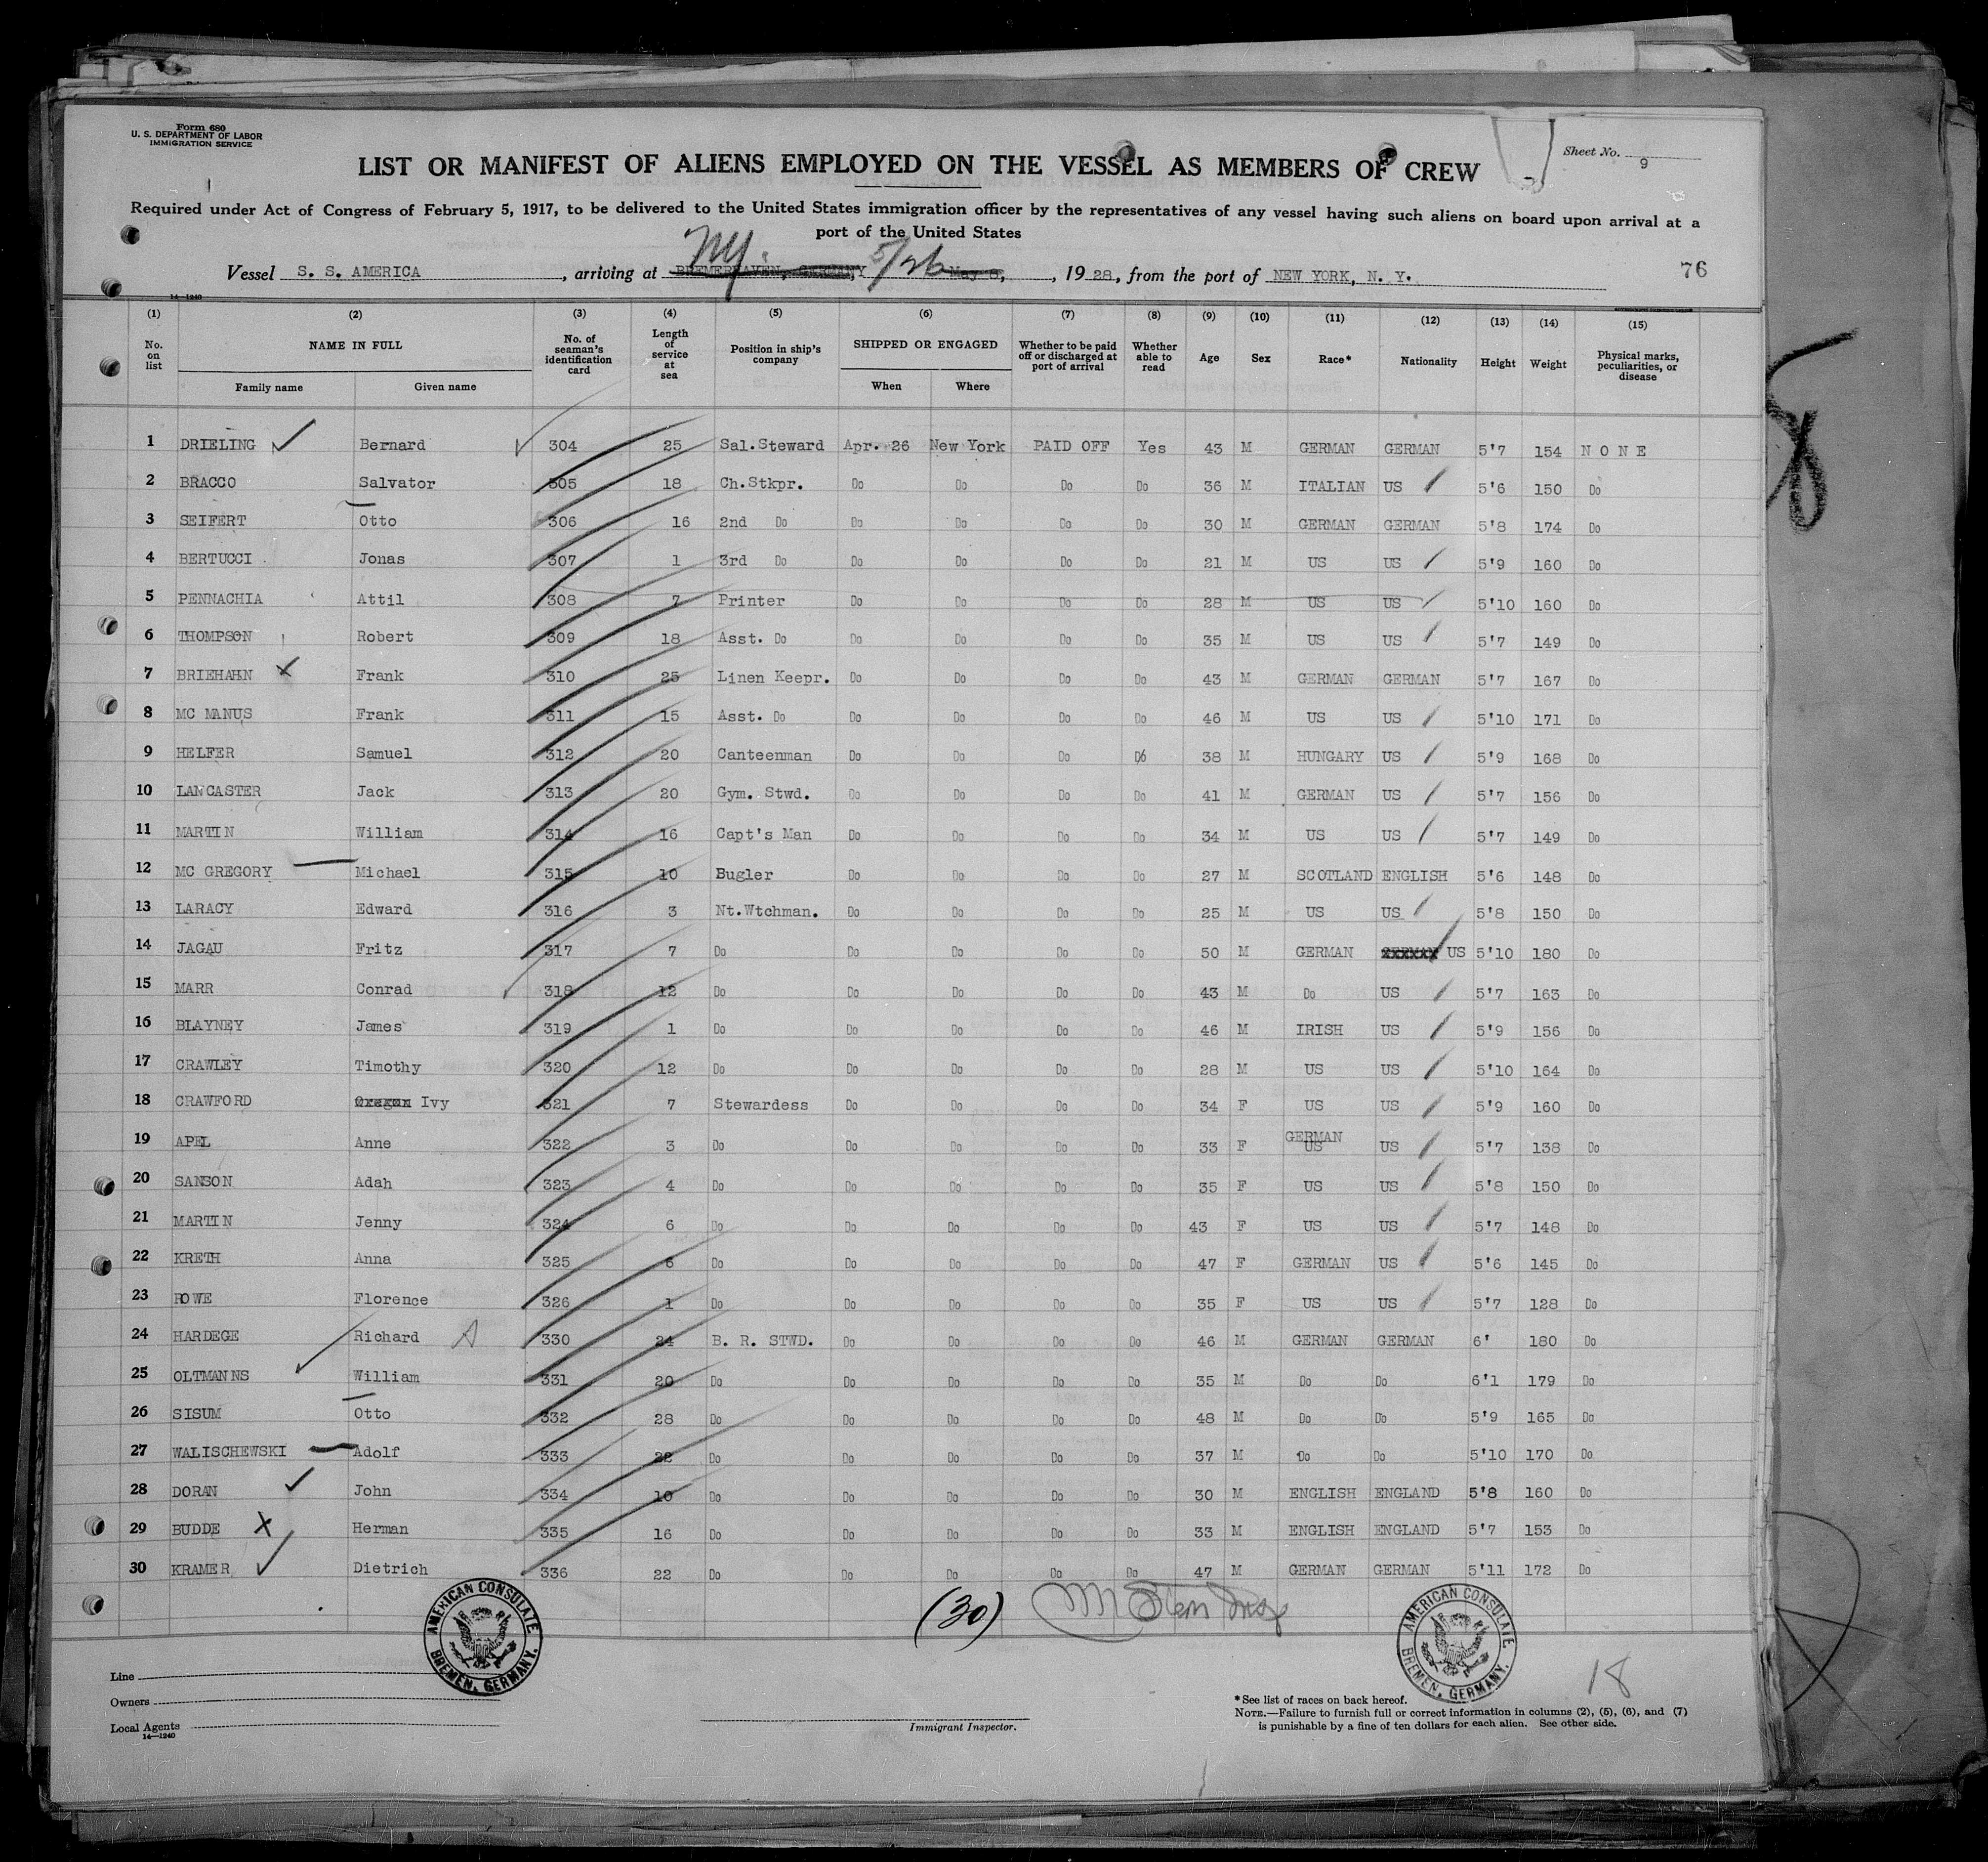 Form 680
U. S. DEPARTMENT OF LABOR
IMMIGRATION SERVICE
Sheet No. 9
LIST OR MANIFEST OF ALIENS EMPLOYED ON THE VESSEL AS MEMBERS OF CREW
Required under Act of Congress of February 5, 1917, to be delivered to the United States immigration officer by the representatives of any vessel having such aliens on board upon arrival at a
port of the United States
Vessel S. S. AMERICA, arriving at BREMERHAVEN, GERMANY NY. 5/26 May 8, 1928, from the port of NEW YORK, N. Y.
76
14—1240
(1) (2) (3) (4) (5) (6) (7) (8) (9) (10) (11) (12) (13) (14) (15)
No. on list NAME IN FULL Family name Given name No. of seaman's identification card Length of service at sea Position in ship's company SHIPPED OR ENGAGED When Where Whether to be paid off or discharged at port of arrival Whether able to read Age Sex Race* Nationality Height Weight Physical marks, peculiarities, or disease
1 DRIELING Bernard 304 25 Sal.Steward Apr. 26 New York PAID OFF Yes 43 M GERMAN GERMAN 5'7 154 NONE
2 BRACCO Salvator 305 18 Ch.Stkpr. Do Do Do Do 36 M ITALIAN US 5'6 150 Do
3 SEIFERT Otto 306 16 2nd Do Do Do Do Do 30 M GERMAN GERMAN 5'8 174 Do
4 BERTUCCI Jonas 307 1 3rd Do Do Do Do Do 21 M US US 5'9 160 Do
5 PENNACHIA Attil 308 7 Printer Do Do Do Do 28 M US US 5'10 160 Do
6 THOMPSON Robert 309 18 Asst. Do Do Do Do Do 35 M US US 5'7 149 Do
7 BRIEHAHN Frank 310 25 Linen Keepr. Do Do Do Do 43 M GERMAN GERMAN 5'7 167 Do
8 MC MANUS Frank 311 15 Asst. Do Do Do Do Do 46 M US US 5'10 171 Do
9 HELFER Samuel 312 20 Canteenman Do Do Do Do 38 M HUNGARY US 5'9 168 Do
10 LANCASTER Jack 313 20 Gym. Stwd. Do Do Do Do 41 M GERMAN US 5'7 156 Do
11 MARTIN William 314 16 Capt's Man Do Do Do Do 34 M US US 5'7 149 Do
12 MC GREGORY Michael 315 10 Bugler Do Do Do Do 27 M SCOTLAND ENGLISH 5'6 148 Do
13 LARACY Edward 316 3 Nt.Wtchman. Do Do Do Do 25 M US US 5'8 150 Do
14 JAGAU Fritz 317 7 Do Do Do Do Do 50 M GERMAN US 5'10 180 Do
15 MARR Conrad 318 12 Do Do Do Do Do 43 M Do US 5'7 163 Do
16 BLAYNEY James 319 1 Do Do Do Do Do 46 M IRISH US 5'9 156 Do
17 CRAWLEY Timothy 320 12 Do Do Do Do Do 28 M US US 5'10 164 Do
18 CRAWFORD Ivy 321 7 Stewardess Do Do Do Do 34 F US US 5'9 160 Do
19 APEL Anne 322 3 Do Do Do Do Do 33 F GERMAN US US 5'7 138 Do
20 SANSON Adah 323 4 Do Do Do Do Do 35 F US US 5'8 150 Do
21 MARTIN Jenny 324 6 Do Do Do Do Do 43 F US US 5'7 148 Do
22 KRETH Anna 325 6 Do Do Do Do Do 47 F GERMAN US 5'6 145 Do
23 ROWE Florence 326 1 Do Do Do Do Do 35 F US US 5'7 128 Do
24 HARDEGE Richard A 330 24 B. R. STWD. Do Do Do Do 46 M GERMAN GERMAN 6' 180 Do
25 OLTMANNS William 331 20 Do Do Do Do Do 35 M Do Do 6'1 179 Do
26 SISUM Otto 332 28 Do Do Do Do Do 48 M Do Do 5'9 165 Do
27 WALISCHEWSKI Adolf 333 22 Do Do Do Do Do 37 M Do Do 5'10 170 Do
28 DORAN John 334 10 Do Do Do Do Do 30 M ENGLISH ENGLAND 5'8 160 Do
29 BUDDE X Herman 335 16 Do Do Do Do Do 33 M ENGLISH ENGLAND 5'7 153 Do
30 KRAMER Dietrich 336 22 Do Do Do Do Do 47 M GERMAN GERMAN 5'11 172 Do
(30)
AMERICAN CONSULATE BREMEN, GERMANY.
AMERICAN CONSULATE BREMEN, GERMANY.
18
Line
Owners
Local Agents
14—1240
Immigrant Inspector.
*See list of races on back hereof.
NOTE.—Failure to furnish full or correct information in columns (2), (5), (6), and (7)
is punishable by a fine of ten dollars for each alien. See other side.